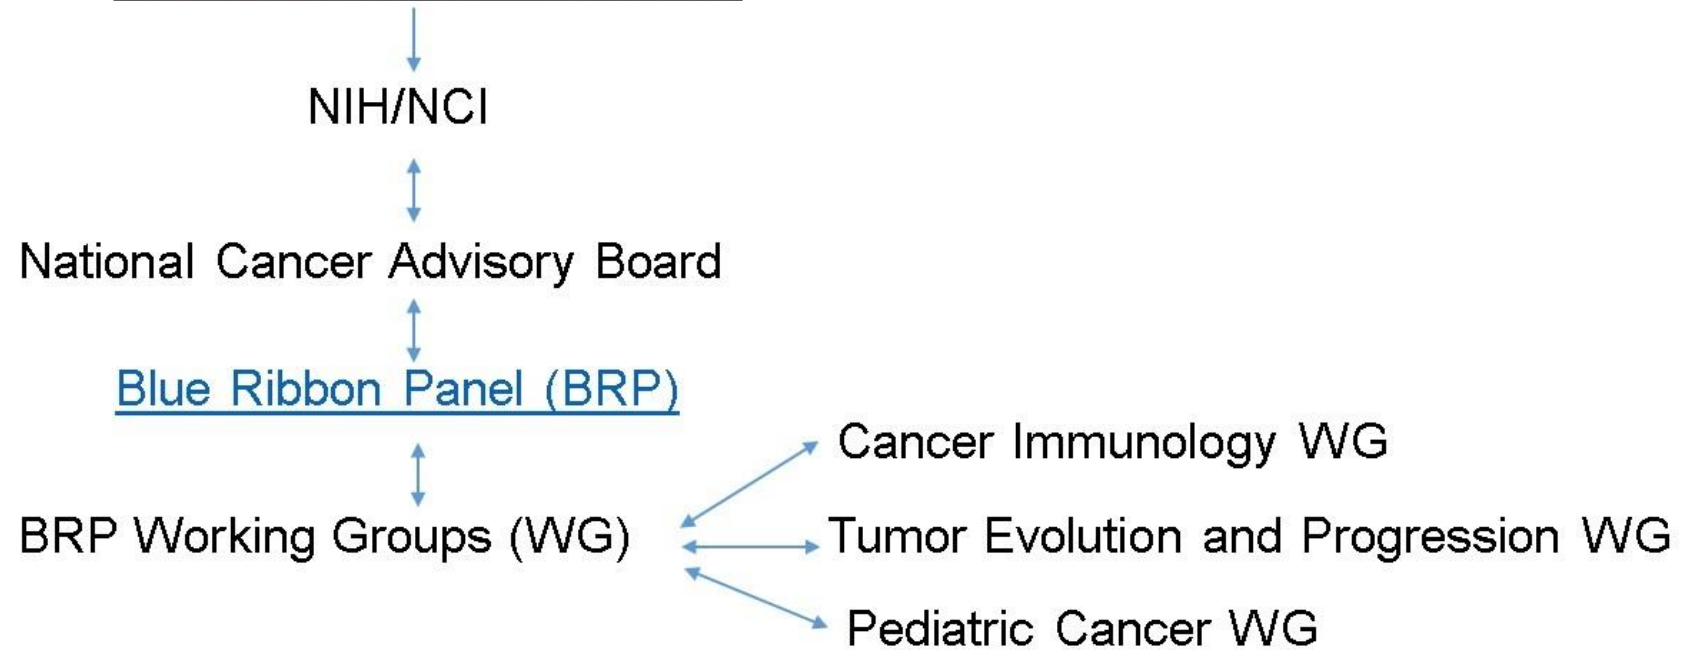 NIH/NCI
National Cancer Advisory Board
Blue Ribbon Panel (BRP)
Cancer Immunology WG
BRP Working Groups (WG)
Tumor Evolution and Progression WG
Pediatric Cancer WG